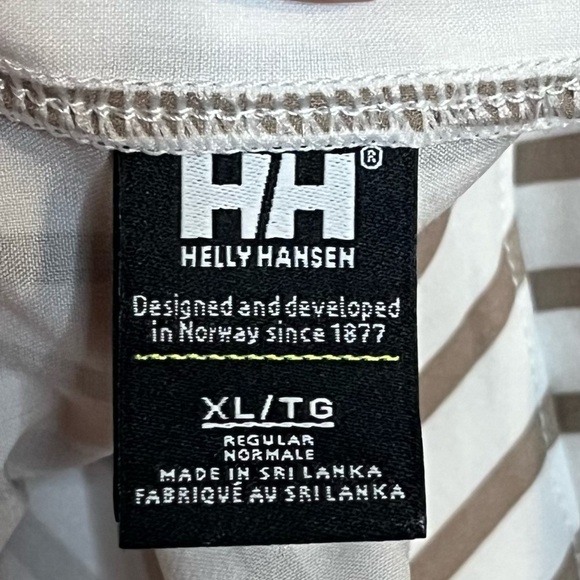 HH®
HELLY HANSEN
Designed and developed
in Norway since 1877
XL/TG
REGULAR
NORMALE
MADE IN SRI LANKA
FABRIQUÉ AU SRI LANKA